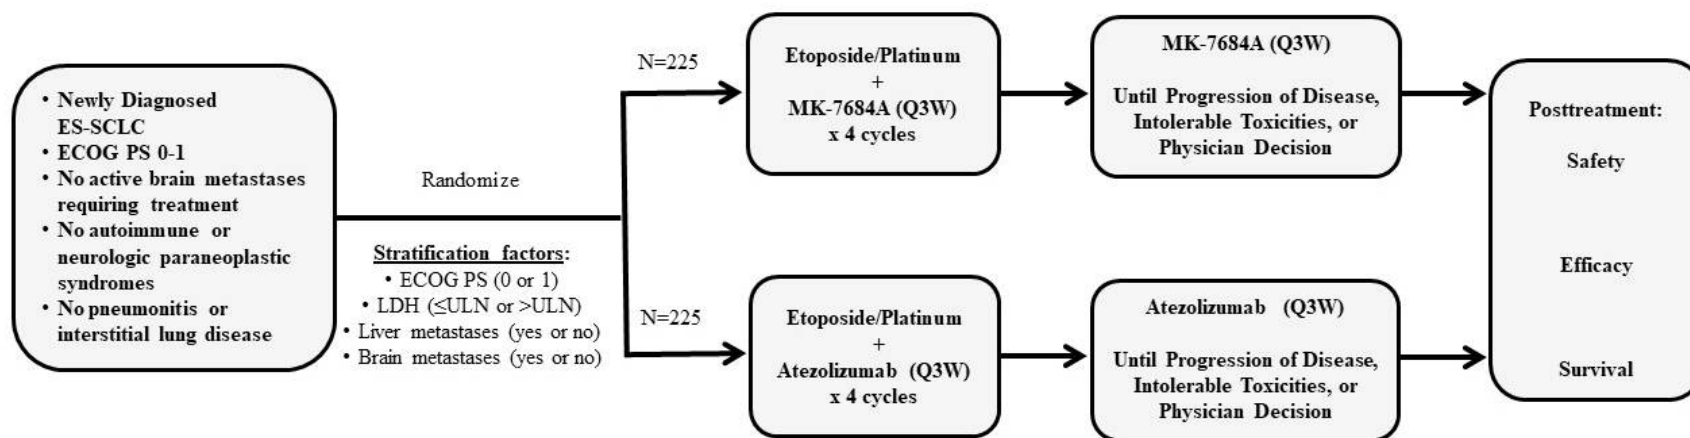 • Newly Diagnosed
ES-SCLC
• ECOG PS 0-1
• No active brain metastases
requiring treatment
• No autoimmune or
neurologic paraneoplastic
syndromes
• No pneumonitis or
interstitial lung disease
Randomize
Stratification factors:
• ECOG PS (0 or 1)
• LDH (≤ULN or >ULN)
• Liver metastases (yes or no)
• Brain metastases (yes or no)
N=225
Etoposide/Platinum
+
MK-7684A (Q3W)
x 4 cycles
MK-7684A (Q3W)
Until Progression of Disease,
Intolerable Toxicities, or
Physician Decision
N=225
Etoposide/Platinum
+
Atezolizumab (Q3W)
x 4 cycles
Atezolizumab (Q3W)
Until Progression of Disease,
Intolerable Toxicities, or
Physician Decision
Posttreatment:
Safety
Efficacy
Survival